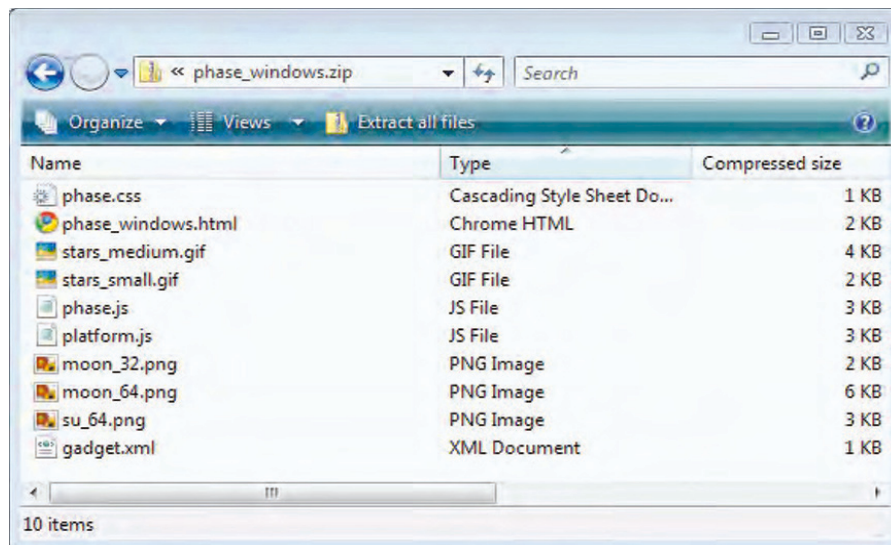 « phase_windows.zip Search
Organize Views Extract all files
Name Type Compressed size
phase.css Cascading Style Sheet Do... 1 KB
phase_windows.html Chrome HTML 2 KB
stars_medium.gif GIF File 4 KB
stars_small.gif GIF File 2 KB
phase.js JS File 3 KB
platform.js JS File 3 KB
moon_32.png PNG Image 2 KB
moon_64.png PNG Image 6 KB
su_64.png PNG Image 3 KB
gadget.xml XML Document 1 KB
10 items